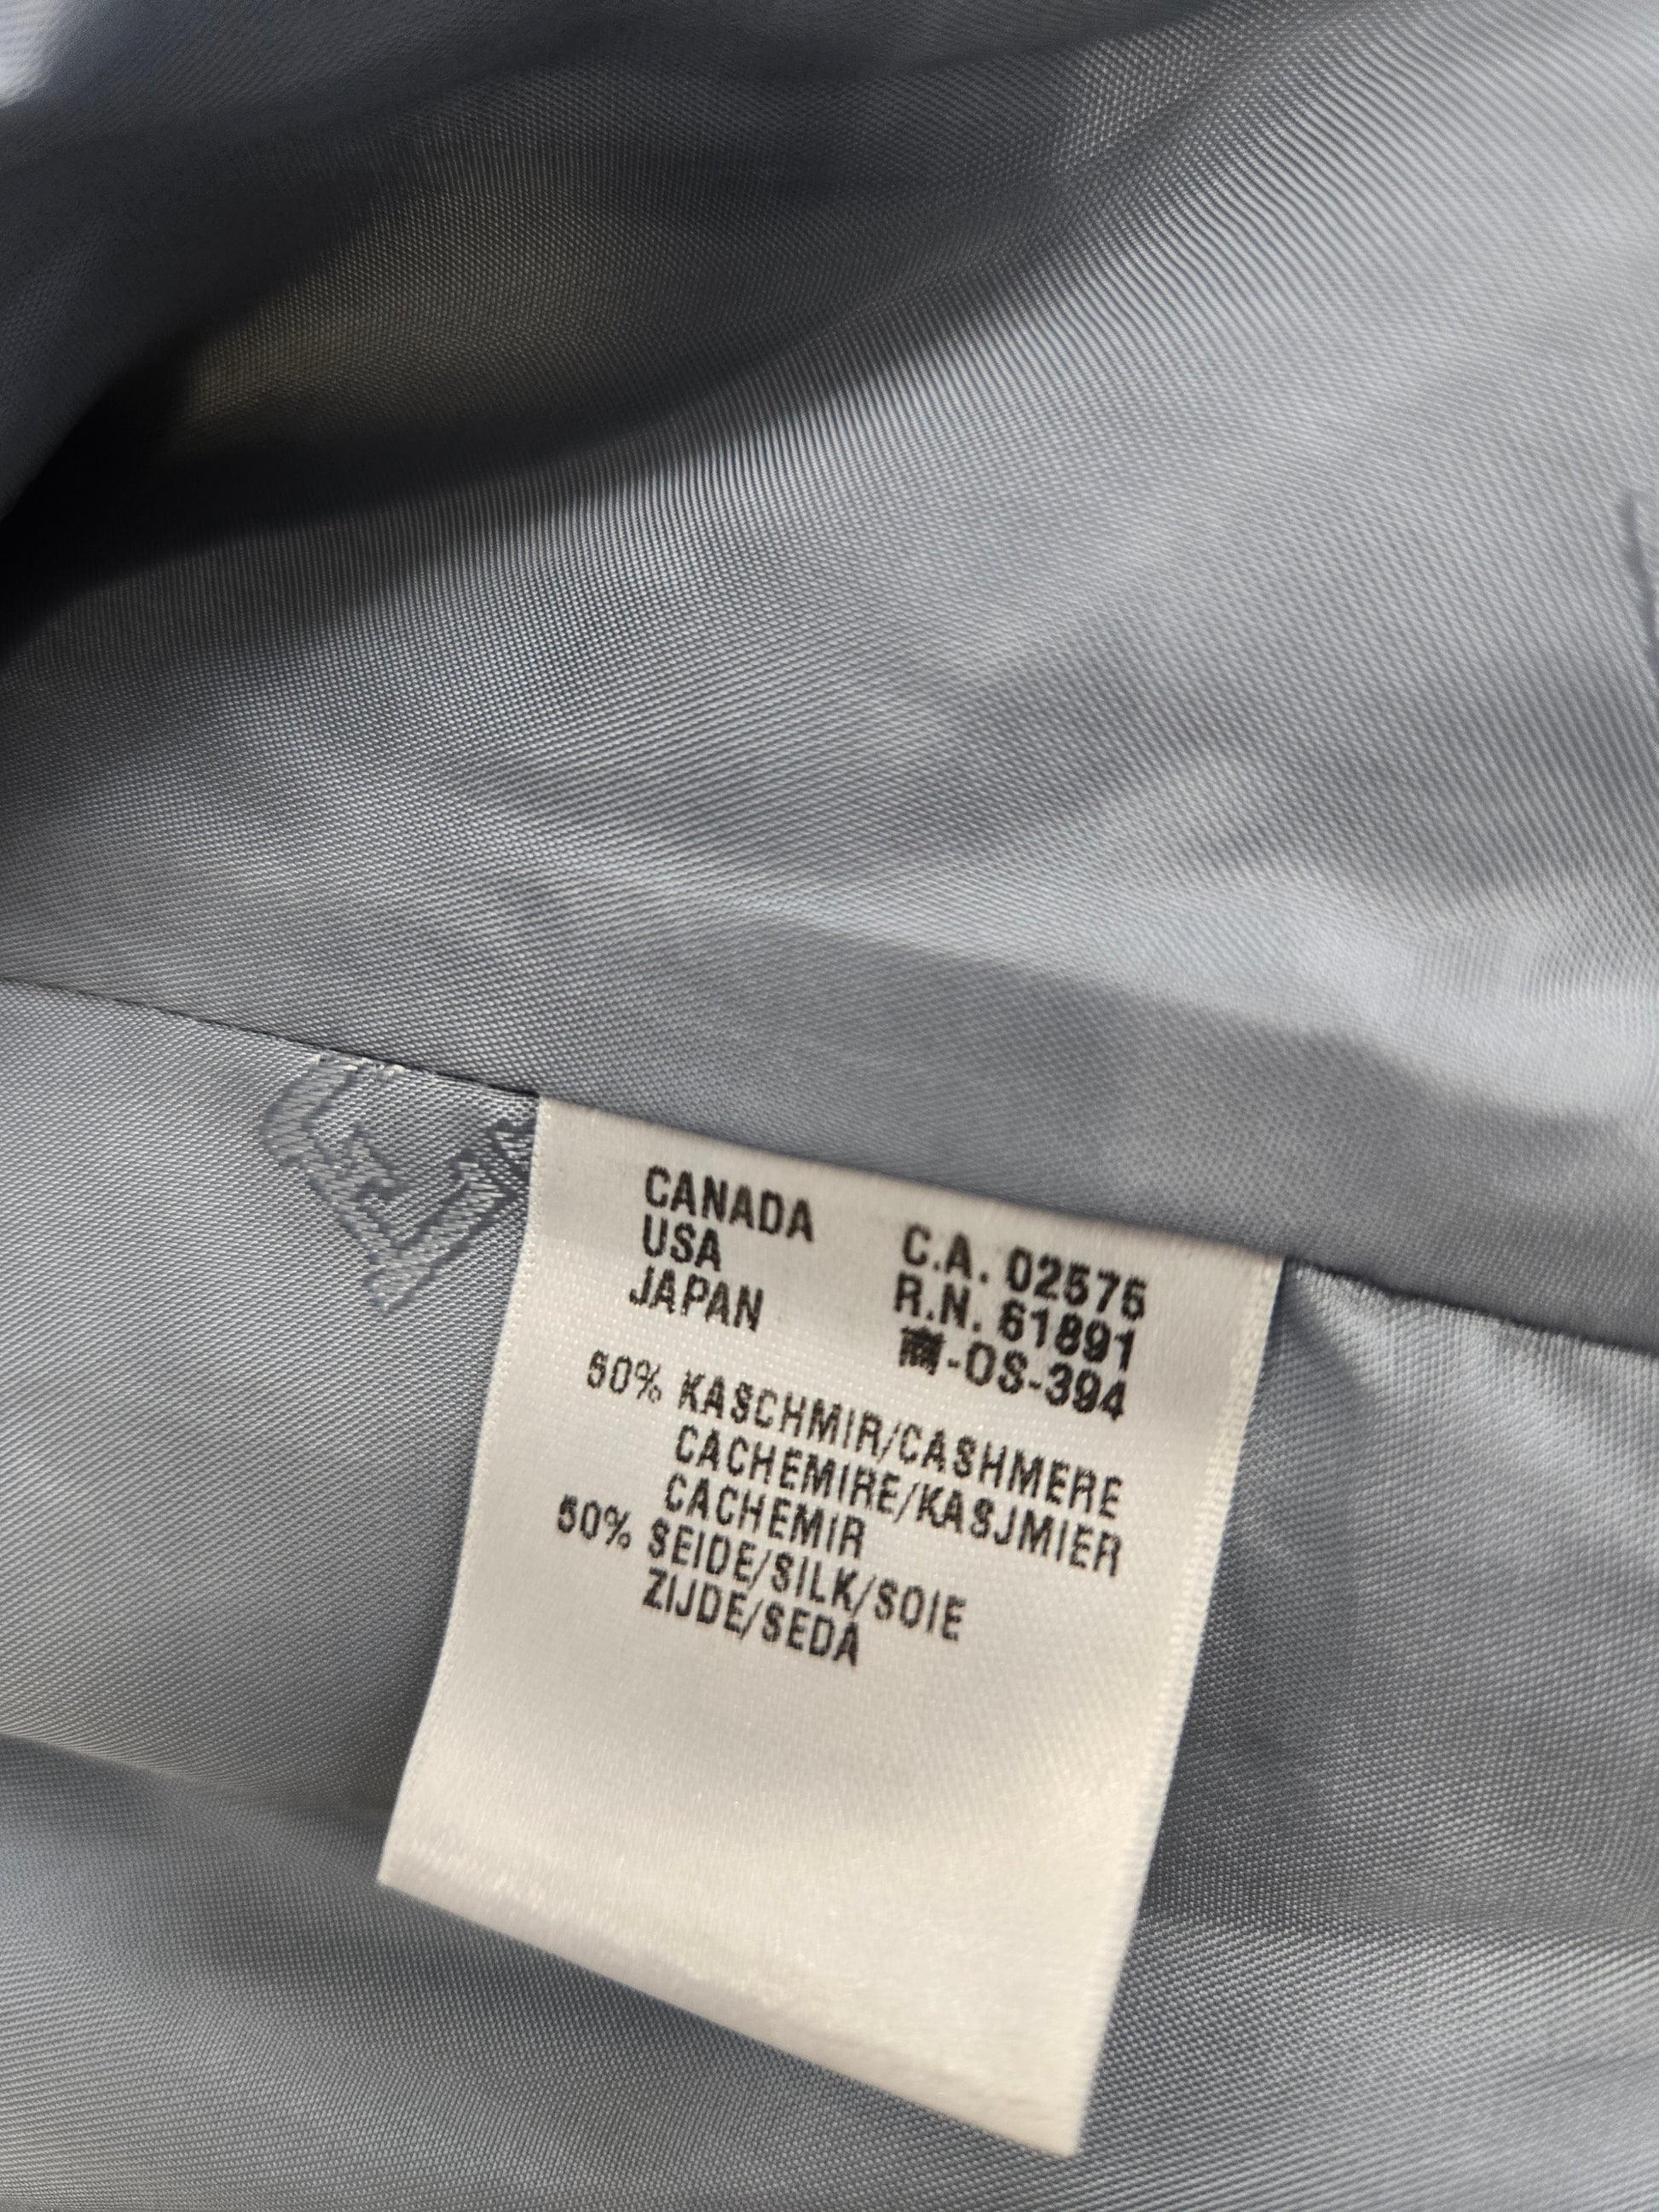 CANADA C.A. 02575
USA R.N. 61891
JAPAN 商-OS-394
50% KASCHMIR/CASHMERE
CACHEMIRE/KASJMIER
CACHEMIR
50% SEIDE/SILK/SOIE
ZIJDE/SEDA